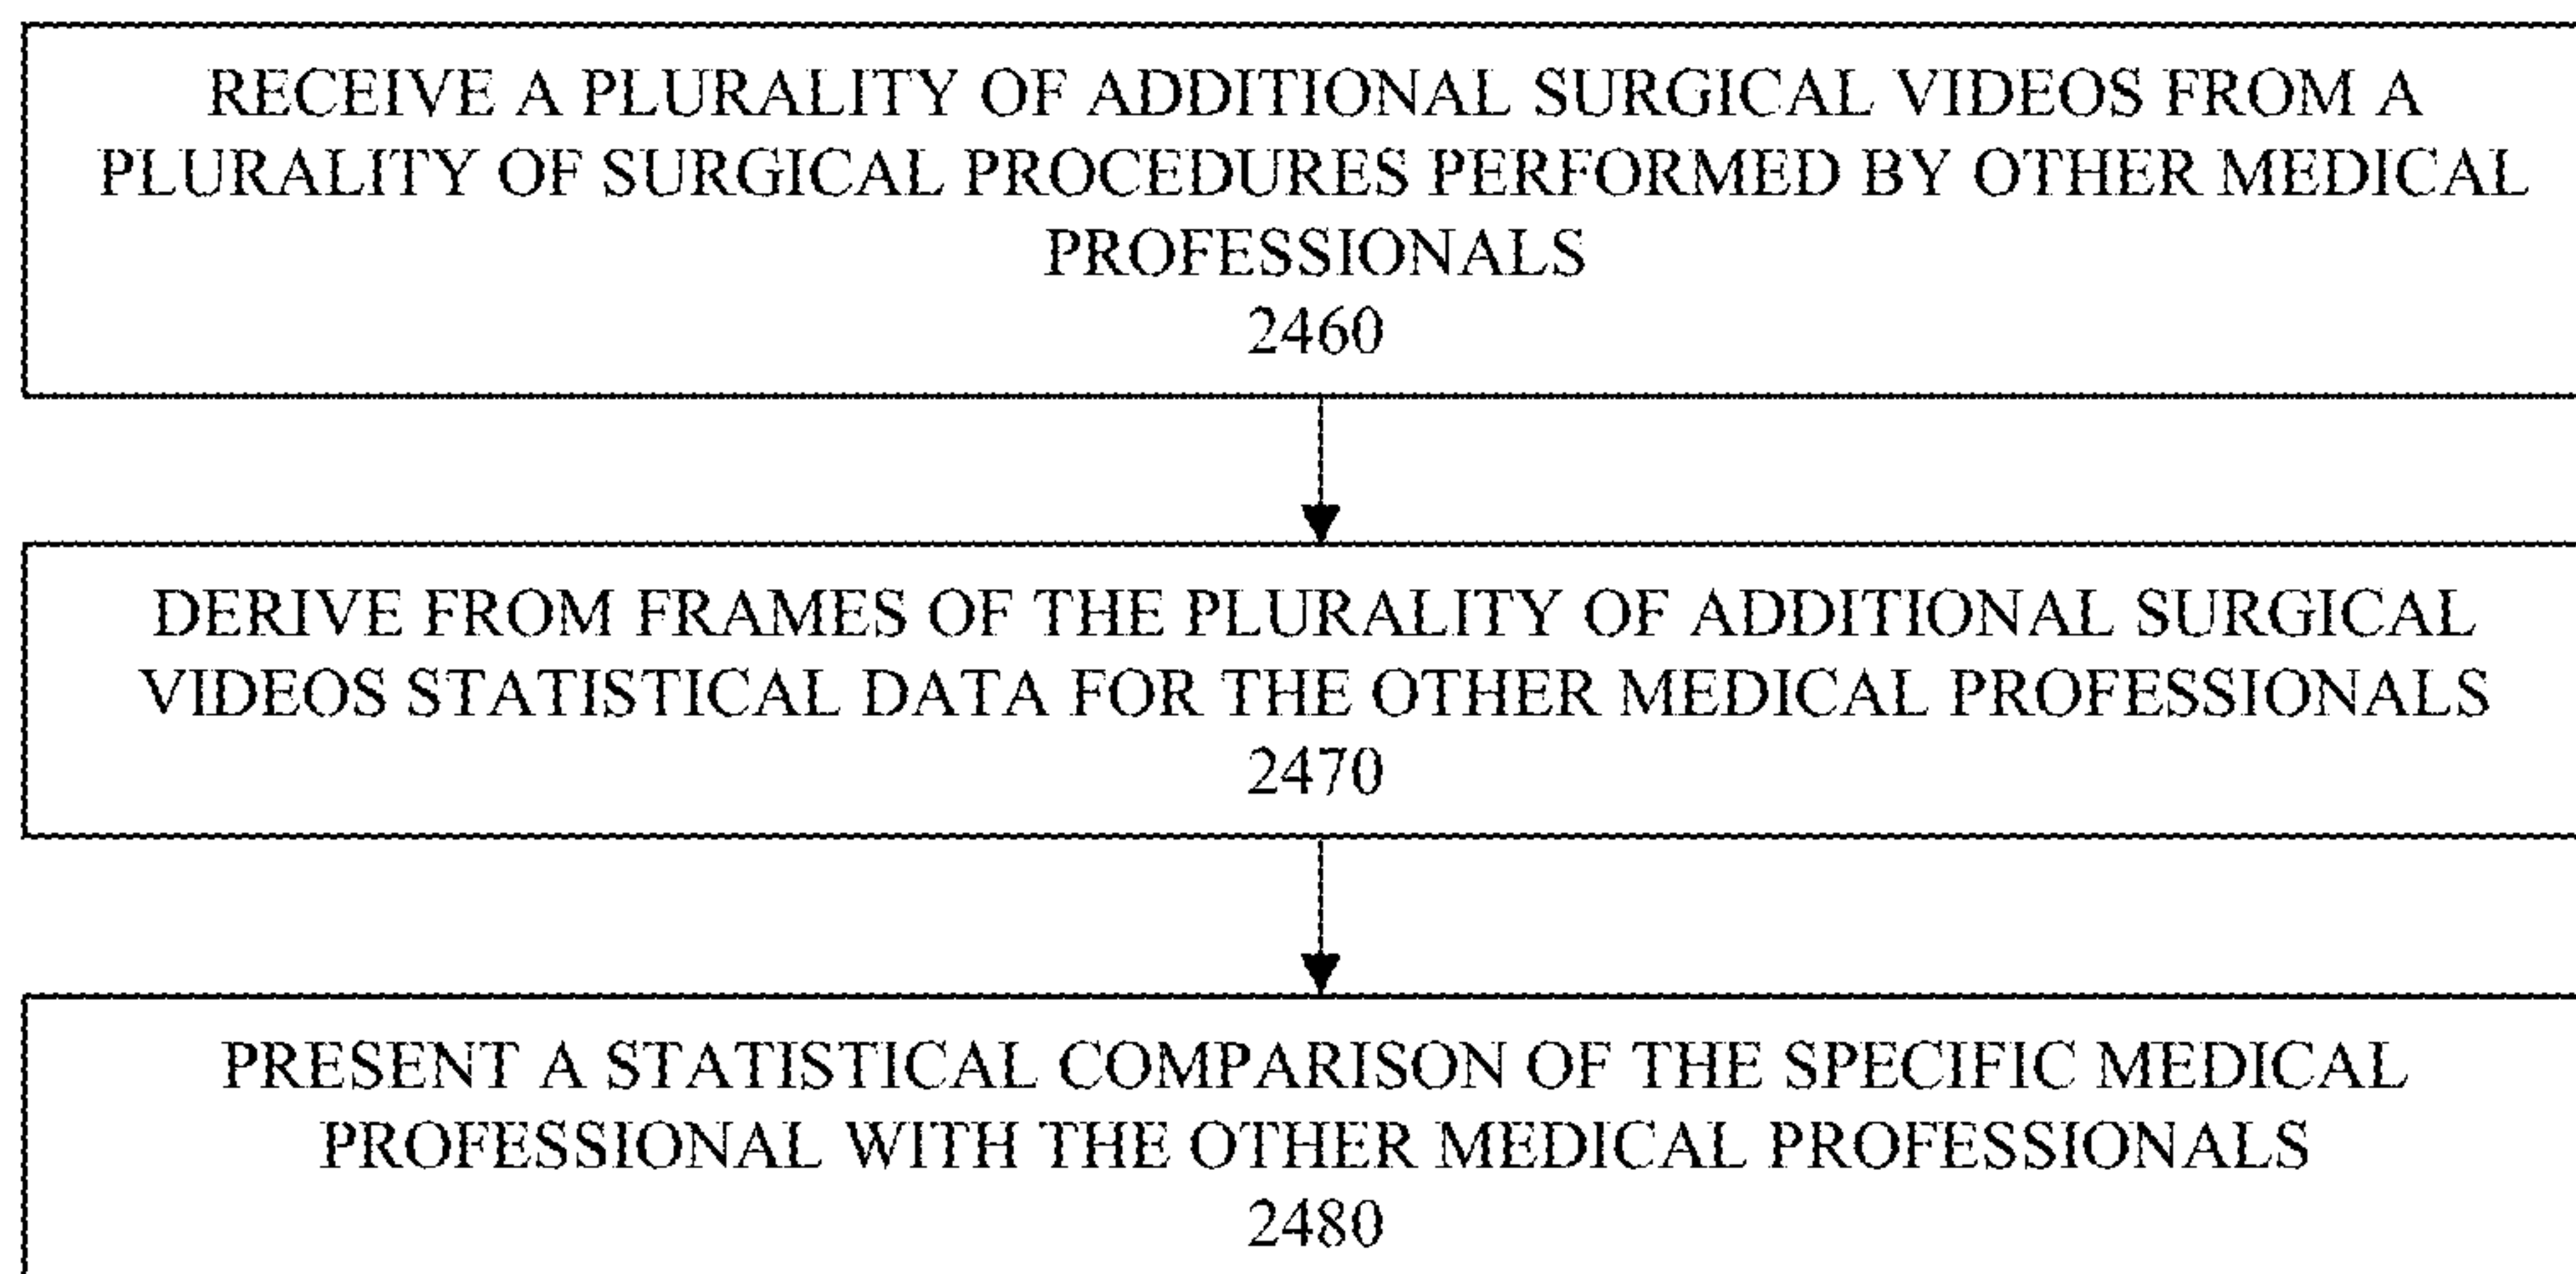 RECEIVE A PLURALITY OF ADDITIONAL SURGICAL VIDEOS FROM A
PLURALITY OF SURGICAL PROCEDURES PERFORMED BY OTHER MEDICAL
PROFESSIONALS
2460
DERIVE FROM FRAMES OF THE PLURALITY OF ADDITIONAL SURGICAL
VIDEOS STATISTICAL DATA FOR THE OTHER MEDICAL PROFESSIONALS
2470
PRESENT A STATISTICAL COMPARISON OF THE SPECIFIC MEDICAL
PROFESSIONAL WITH THE OTHER MEDICAL PROFESSIONALS
2480